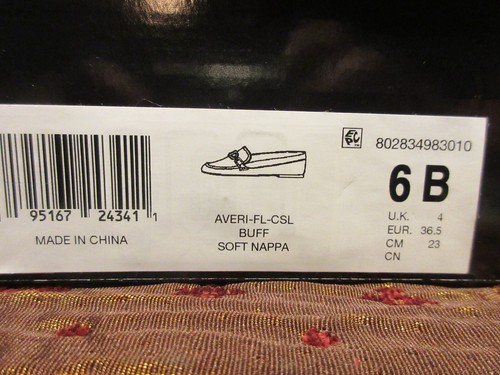 802834983010
6 B
U.K. 4
EUR. 36.5
CM 23
CN
95167 24341 1
MADE IN CHINA
AVERI-FL-CSL
BUFF
SOFT NAPPA